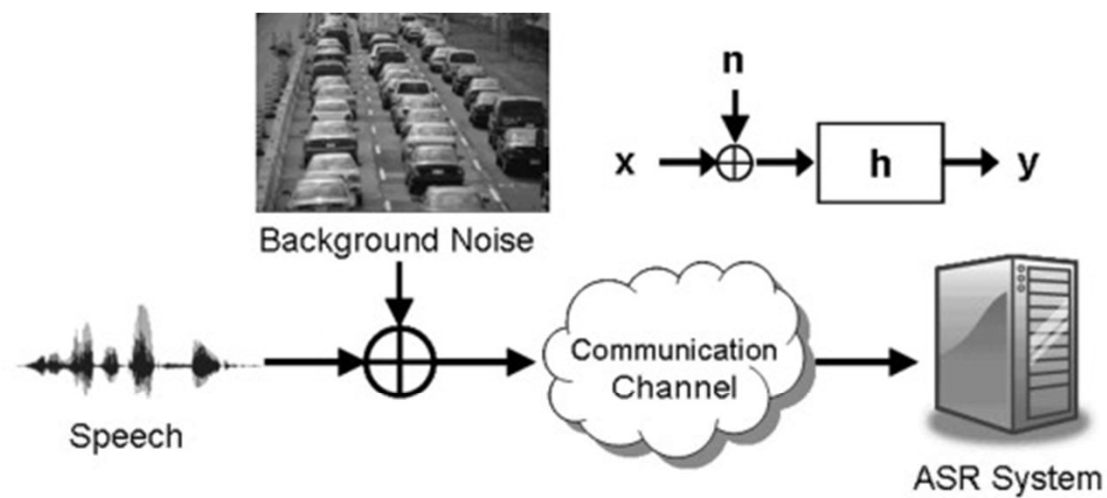 n
x
h
y
Background Noise
Communication
Channel
Speech
ASR System